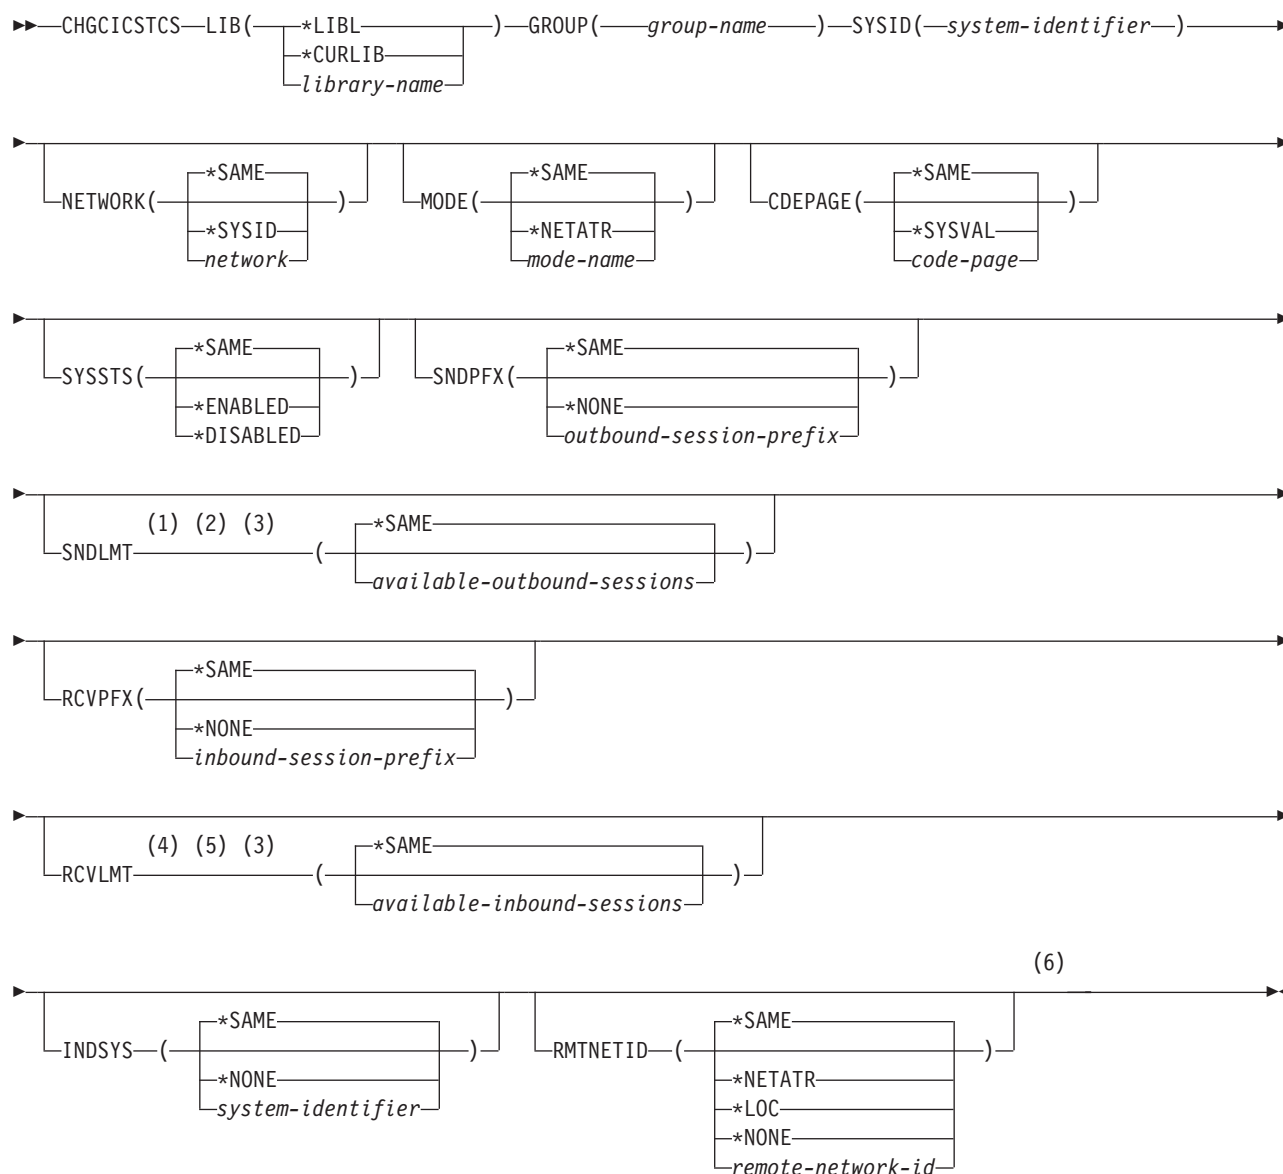 CHGCICSTCS LIB( *LIBL ) GROUP( group-name ) SYSID( system-identifier )
*CURLIB
library-name
*SAME *SAME *SAME
NETWORK( ) MODE( ) CDEPAGE( )
*SYSID *NETATR *SYSVAL
network mode-name code-page
*SAME *SAME
SYSSTS( ) SNDPFX( )
*ENABLED *NONE
*DISABLED outbound-session-prefix
(1) (2) (3) *SAME
SNDLMT ( )
available-outbound-sessions
*SAME
RCVPFX( )
*NONE
inbound-session-prefix
(4) (5) (3) *SAME
RCVLMT ( )
available-inbound-sessions
(6)
*SAME *SAME
INDSYS ( ) RMTNETID ( )
*NONE *NETATR
system-identifier *LOC
*NONE
remote-network-id